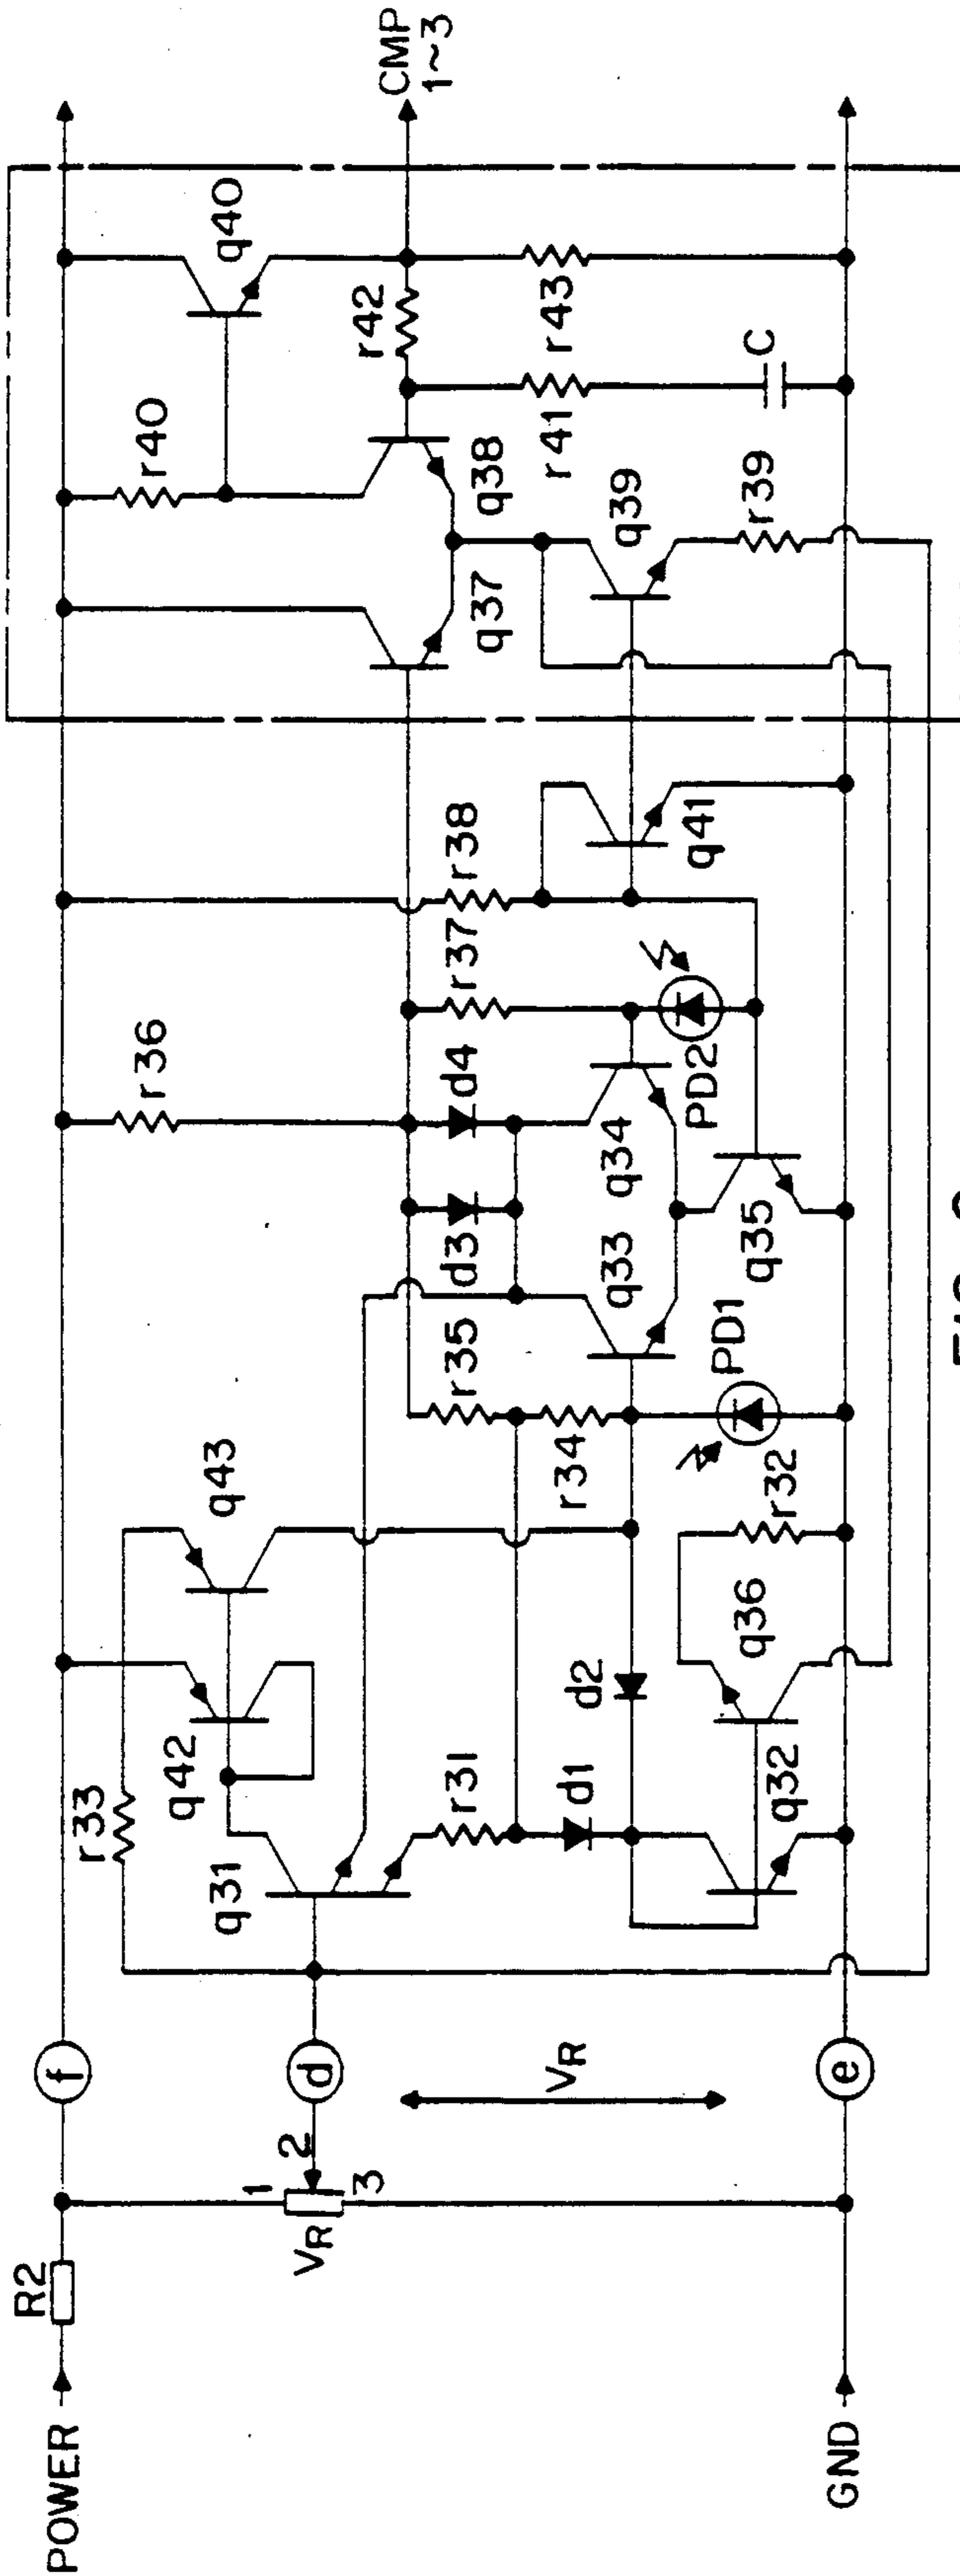 POWER
R2
f
1
2
3
VR
d
VR
GND
e
r33
q42
q43
q31
r31
d1
d2
q32
q36
r32
r35
r34
PD1
r36
d3
d4
r37
r38
q33
q34
PD2
q35
q41
q37
q38
r40
q40
r42
r41
r43
C
q39
r39
CMP
1~3